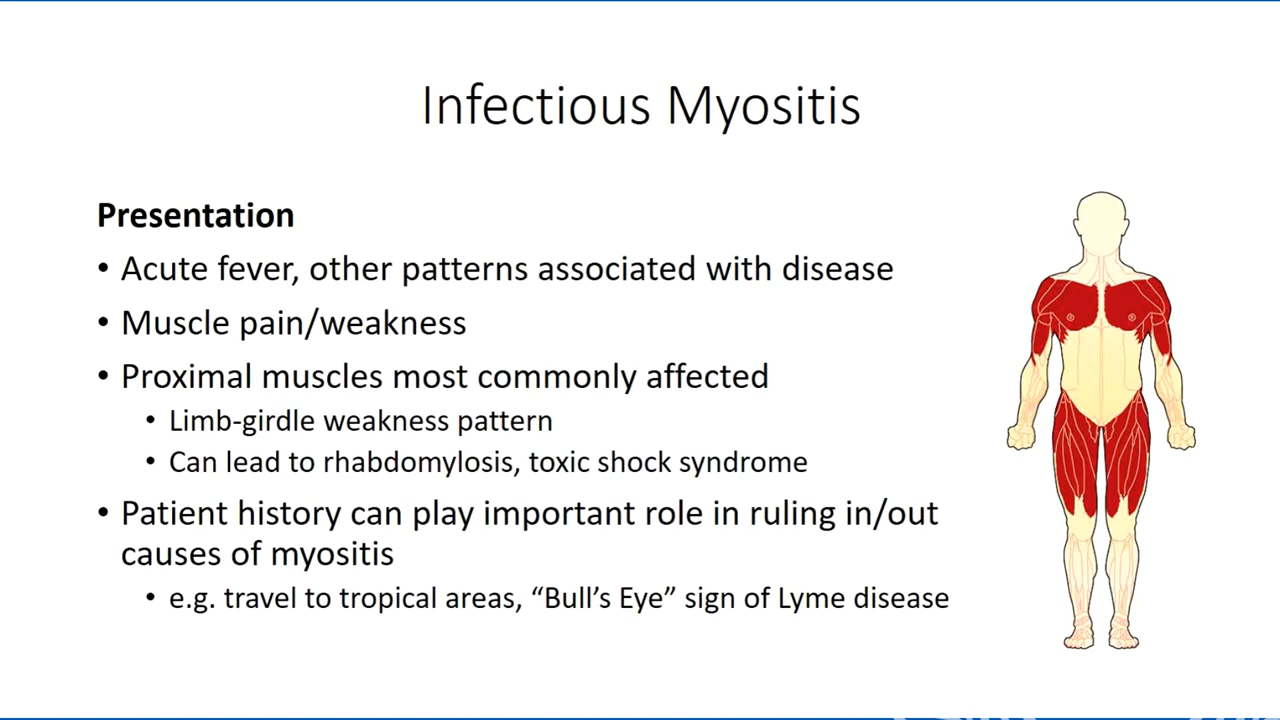 Infectious Myositis
Presentation
• Acute fever, other patterns associated with disease
• Muscle pain/weakness
• Proximal muscles most commonly affected
• Limb-girdle weakness pattern
• Can lead to rhabdomylosis, toxic shock syndrome
• Patient history can play important role in ruling in/out
causes of myositis
• e.g. travel to tropical areas, “Bull’s Eye” sign of Lyme disease